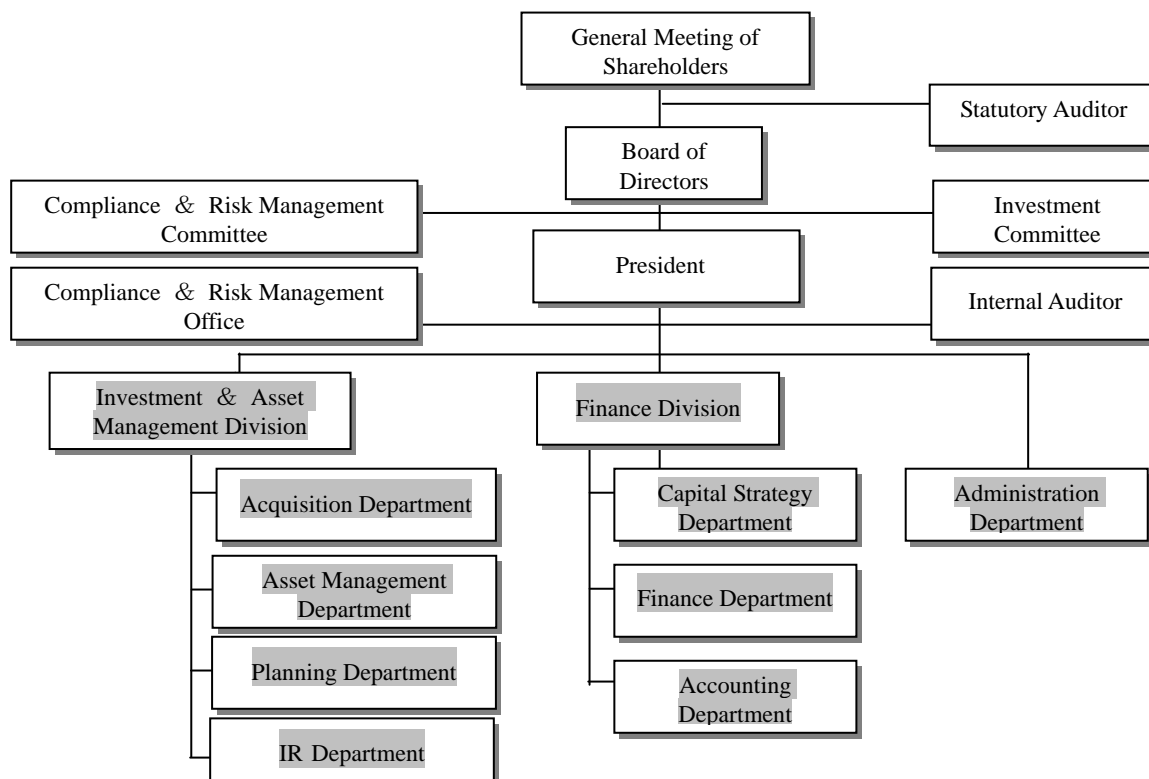 General Meeting of
Shareholders
Statutory Auditor
Board of
Directors
Compliance & Risk Management
Committee
Investment
Committee
President
Compliance & Risk Management
Office
Internal Auditor
Investment & Asset
Management Division
Finance Division
Acquisition Department
Capital Strategy
Department
Administration
Department
Asset Management
Department
Finance Department
Planning Department
Accounting
Department
IR Department